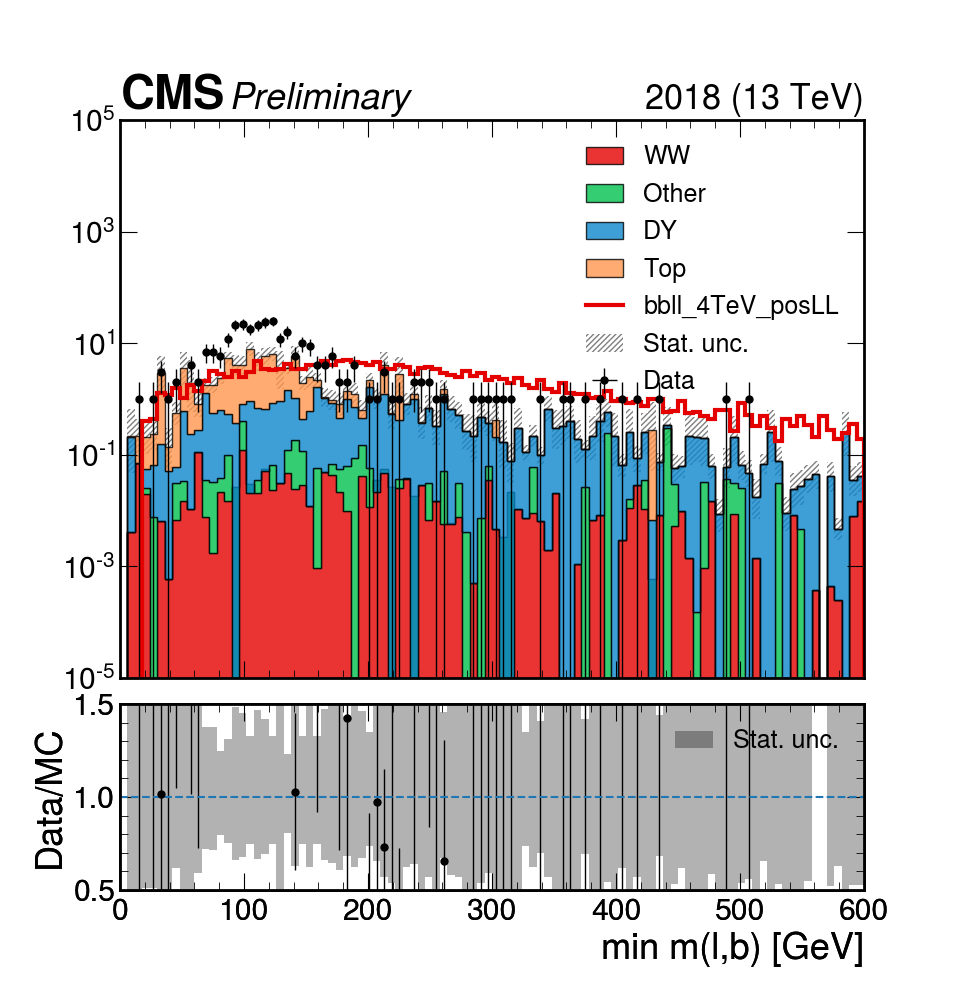 CMS Preliminary 2018 (13 TeV)
10^5
10^3
10^1
10^-1
10^-3
10^-5
WW
Other
DY
Top
bbll_4TeV_posLL
Stat. unc.
Data
1.5
1.0
0.5
Data/MC
Stat. unc.
0 100 200 300 400 500 600
min m(l,b) [GeV]